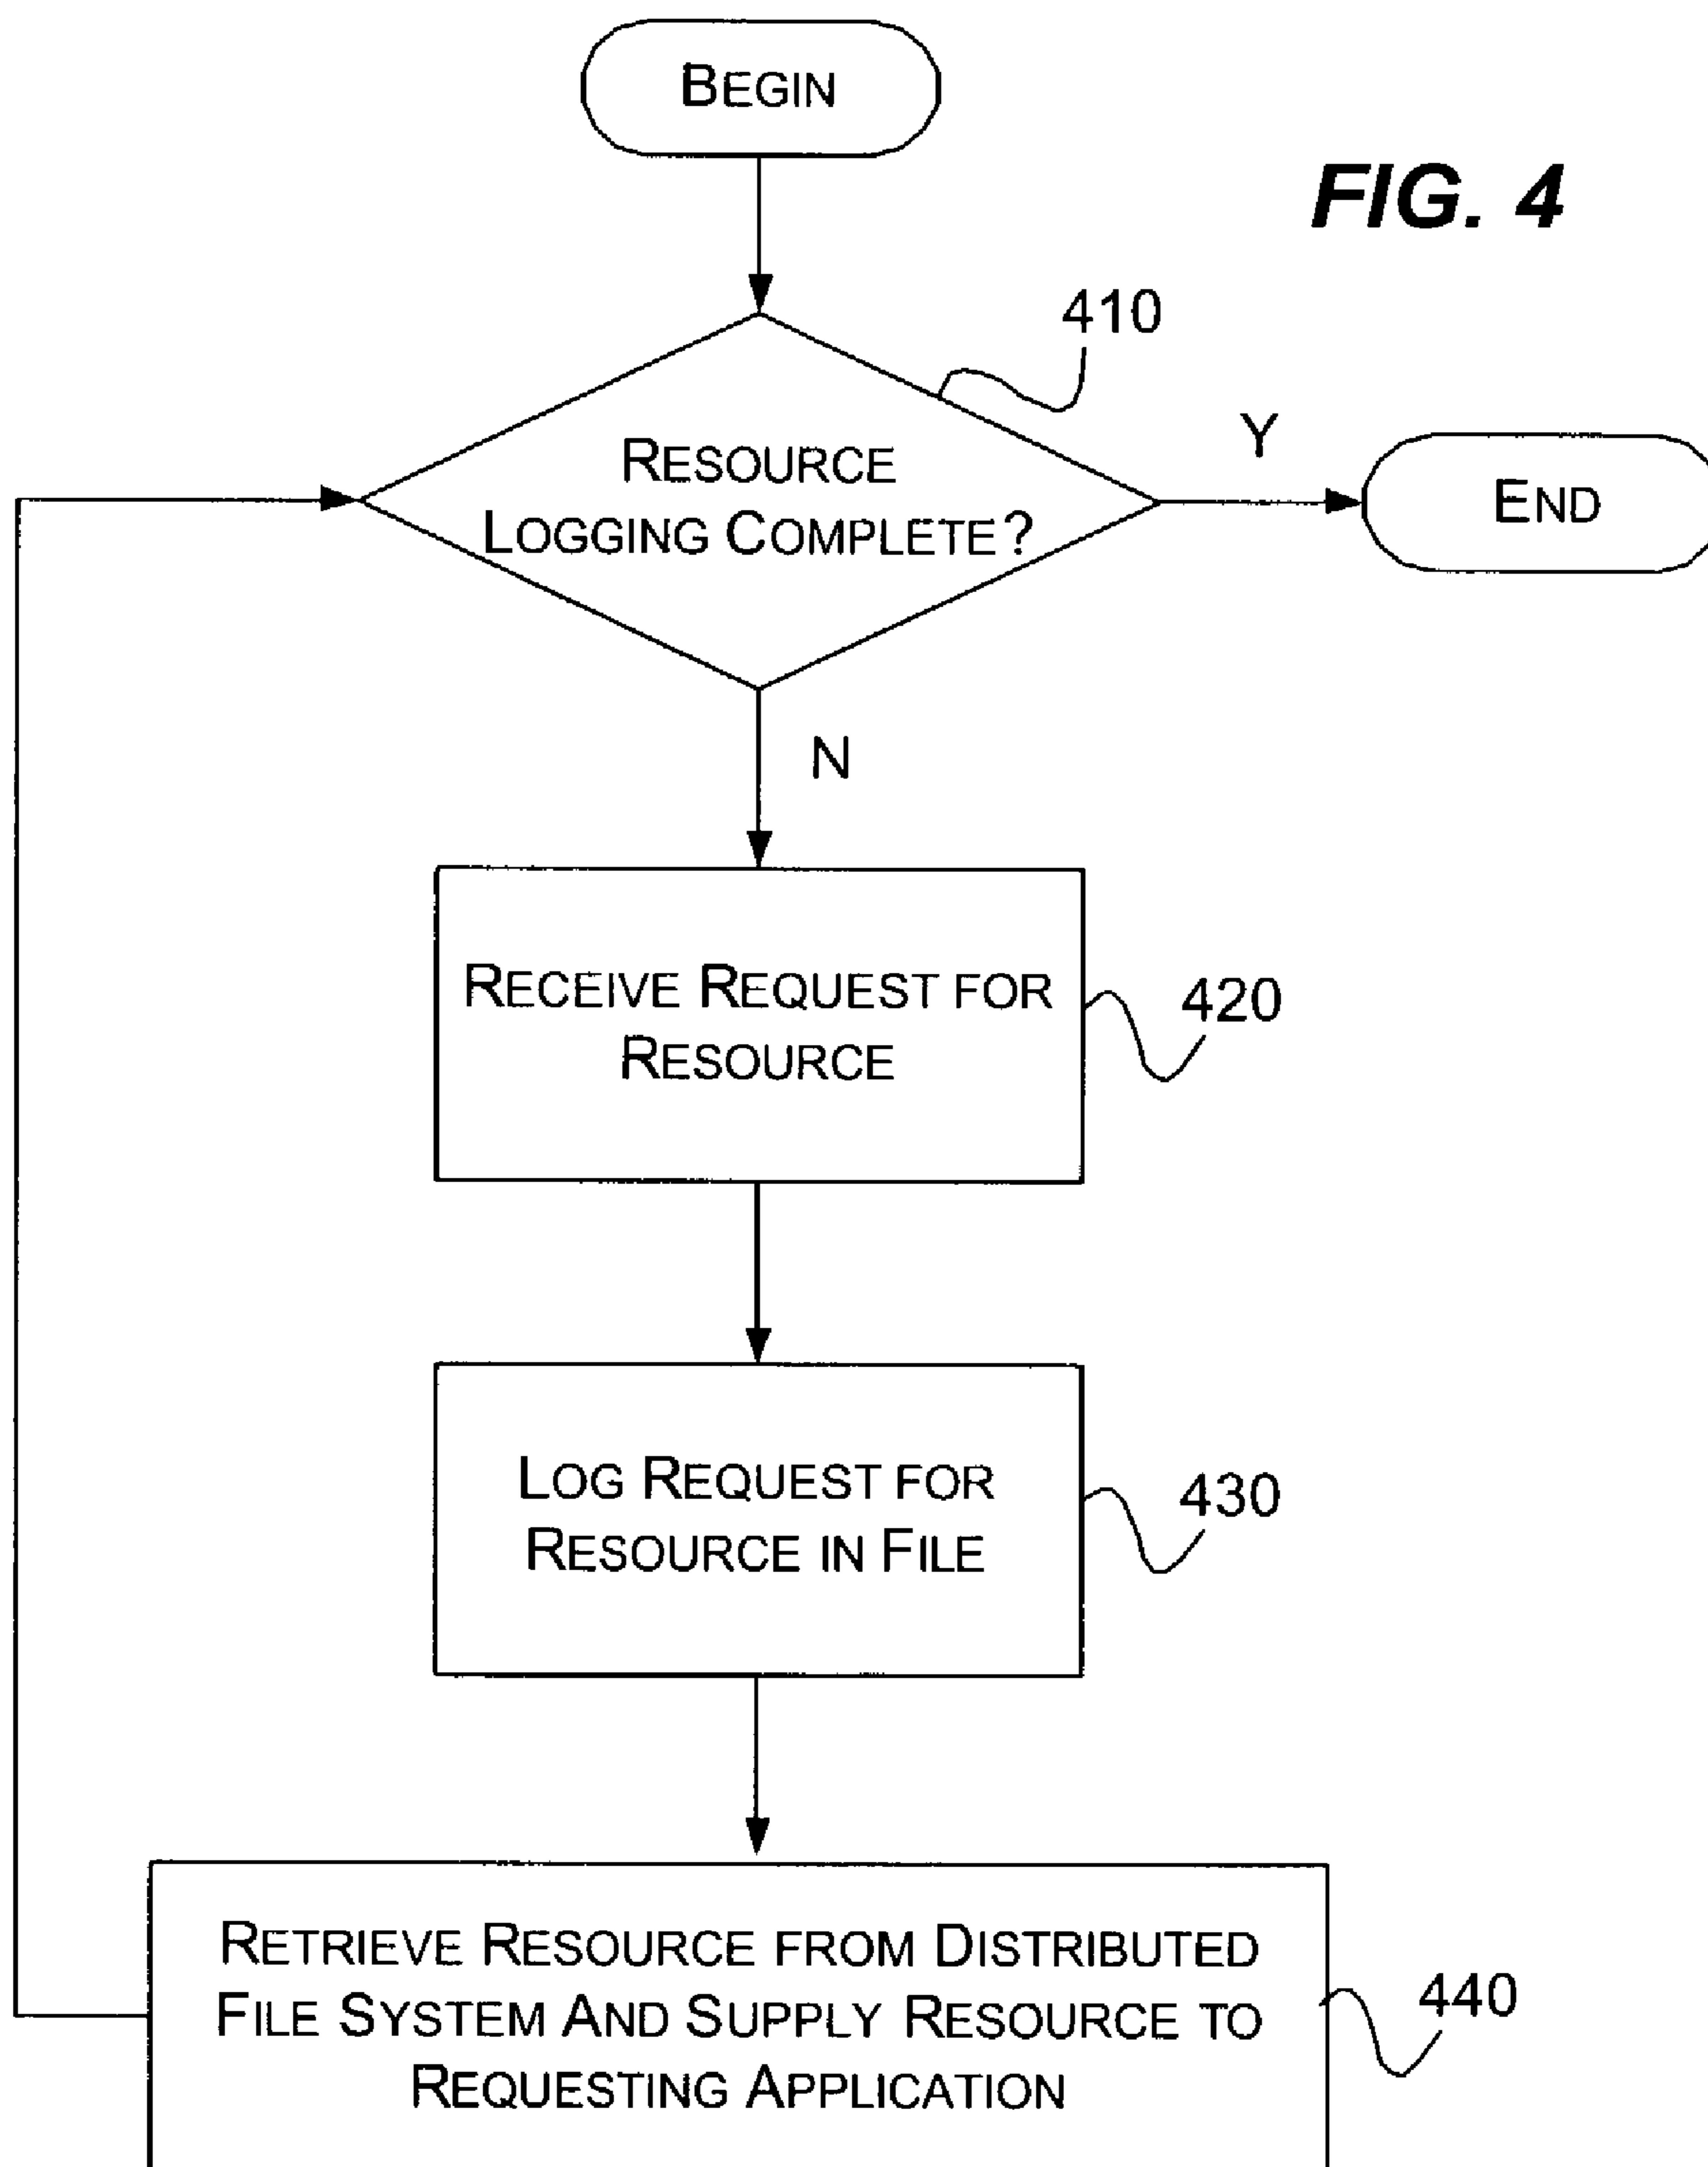 BEGIN
FIG. 4
410
RESOURCE
LOGGING COMPLETE?
Y
END
N
RECEIVE REQUEST FOR
RESOURCE
420
LOG REQUEST FOR
RESOURCE IN FILE
430
RETRIEVE RESOURCE FROM DISTRIBUTED
FILE SYSTEM AND SUPPLY RESOURCE TO
REQUESTING APPLICATION
440